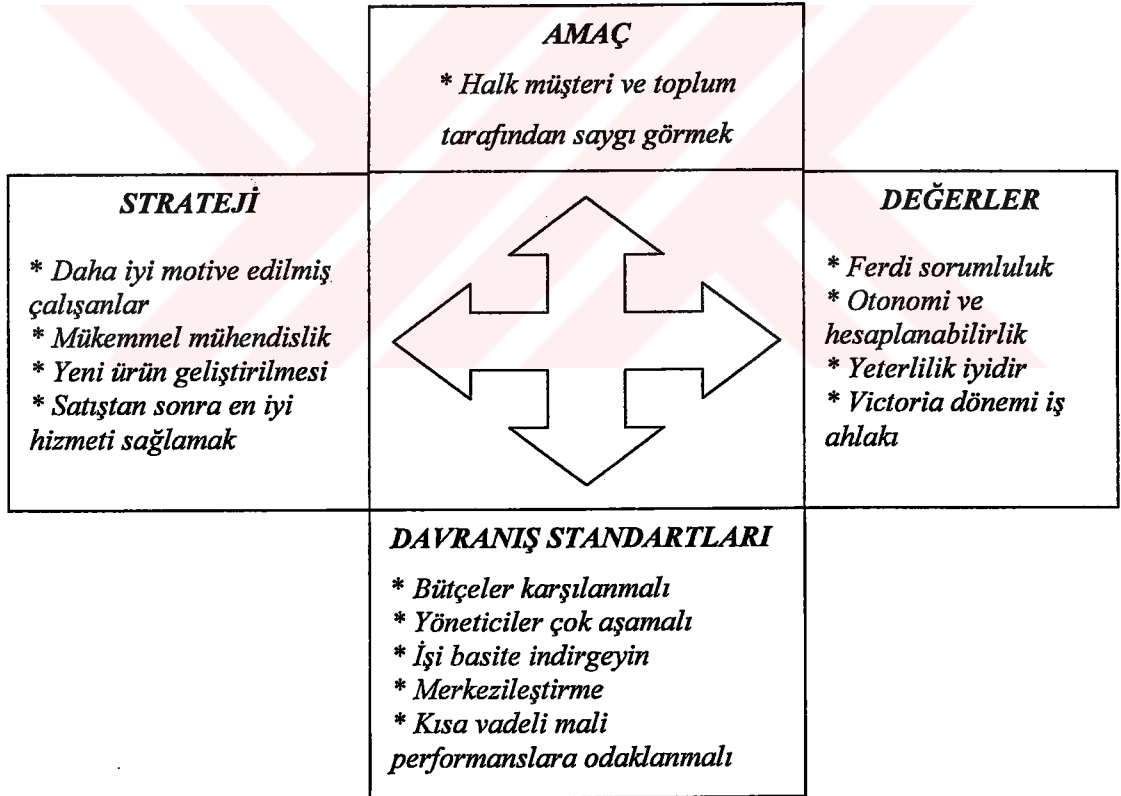 AMAÇ
* Halk müşteri ve toplum
tarafından saygı görmek
STRATEJİ
* Daha iyi motive edilmiş
çalışanlar
* Mükemmel mühendislik
* Yeni ürün geliştirilmesi
* Satıştan sonra en iyi
hizmeti sağlamak
DEĞERLER
* Ferdi sorumluluk
* Otonomi ve
hesaplanabilirlik
* Yeterlilik iyidir
* Victoria dönemi iş
ahlakı
DAVRANIŞ STANDARTLARI
* Bütçeler karşılanmalı
* Yöneticiler çok aşamalı
* İşi basite indirgeyin
* Merkezileştirme
* Kısa vadeli mali
performanslara odaklanmalı